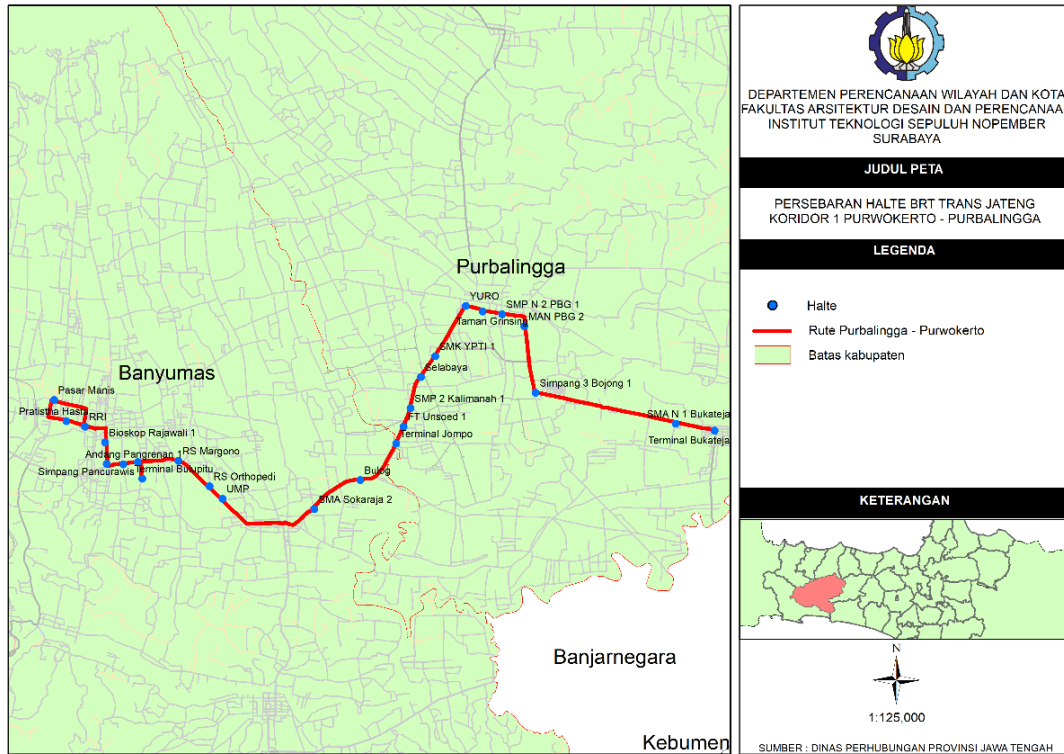 Purbalingga
YURO
SMP N 2 PBG 1
Taman Grinsing
MAN PBG 2
SMK YPTI 1
Selabaya
Banyumas
Pasar Manis
Simpang 3 Bojong 1
Pratistha Hasta
RRI
SMP 2 Kalimanah 1
FT Unsoed 1
SMA N 1 Bukateja
Bioskop Rajawali 1
Terminal Jompo
Terminal Bukateja
Andang Pangrenan 1
RS Margono
Simpang Pancurawis
Terminal Bulupitu
Bulog
RS Orthopedi
UMP
SMA Sokaraja 2
Banjarnegara
Kebumen
DEPARTEMEN PERENCANAAN WILAYAH DAN KOTA
FAKULTAS ARSITEKTUR DESAIN DAN PERENCANAA
INSTITUT TEKNOLOGI SEPULUH NOPEMBER
SURABAYA
JUDUL PETA
PERSEBARAN HALTE BRT TRANS JATENG
KORIDOR 1 PURWOKERTO - PURBALINGGA
LEGENDA
Halte
Rute Purbalingga - Purwokerto
Batas kabupaten
KETERANGAN
N
1:125,000
SUMBER : DINAS PERHUBUNGAN PROVINSI JAWA TENGAH